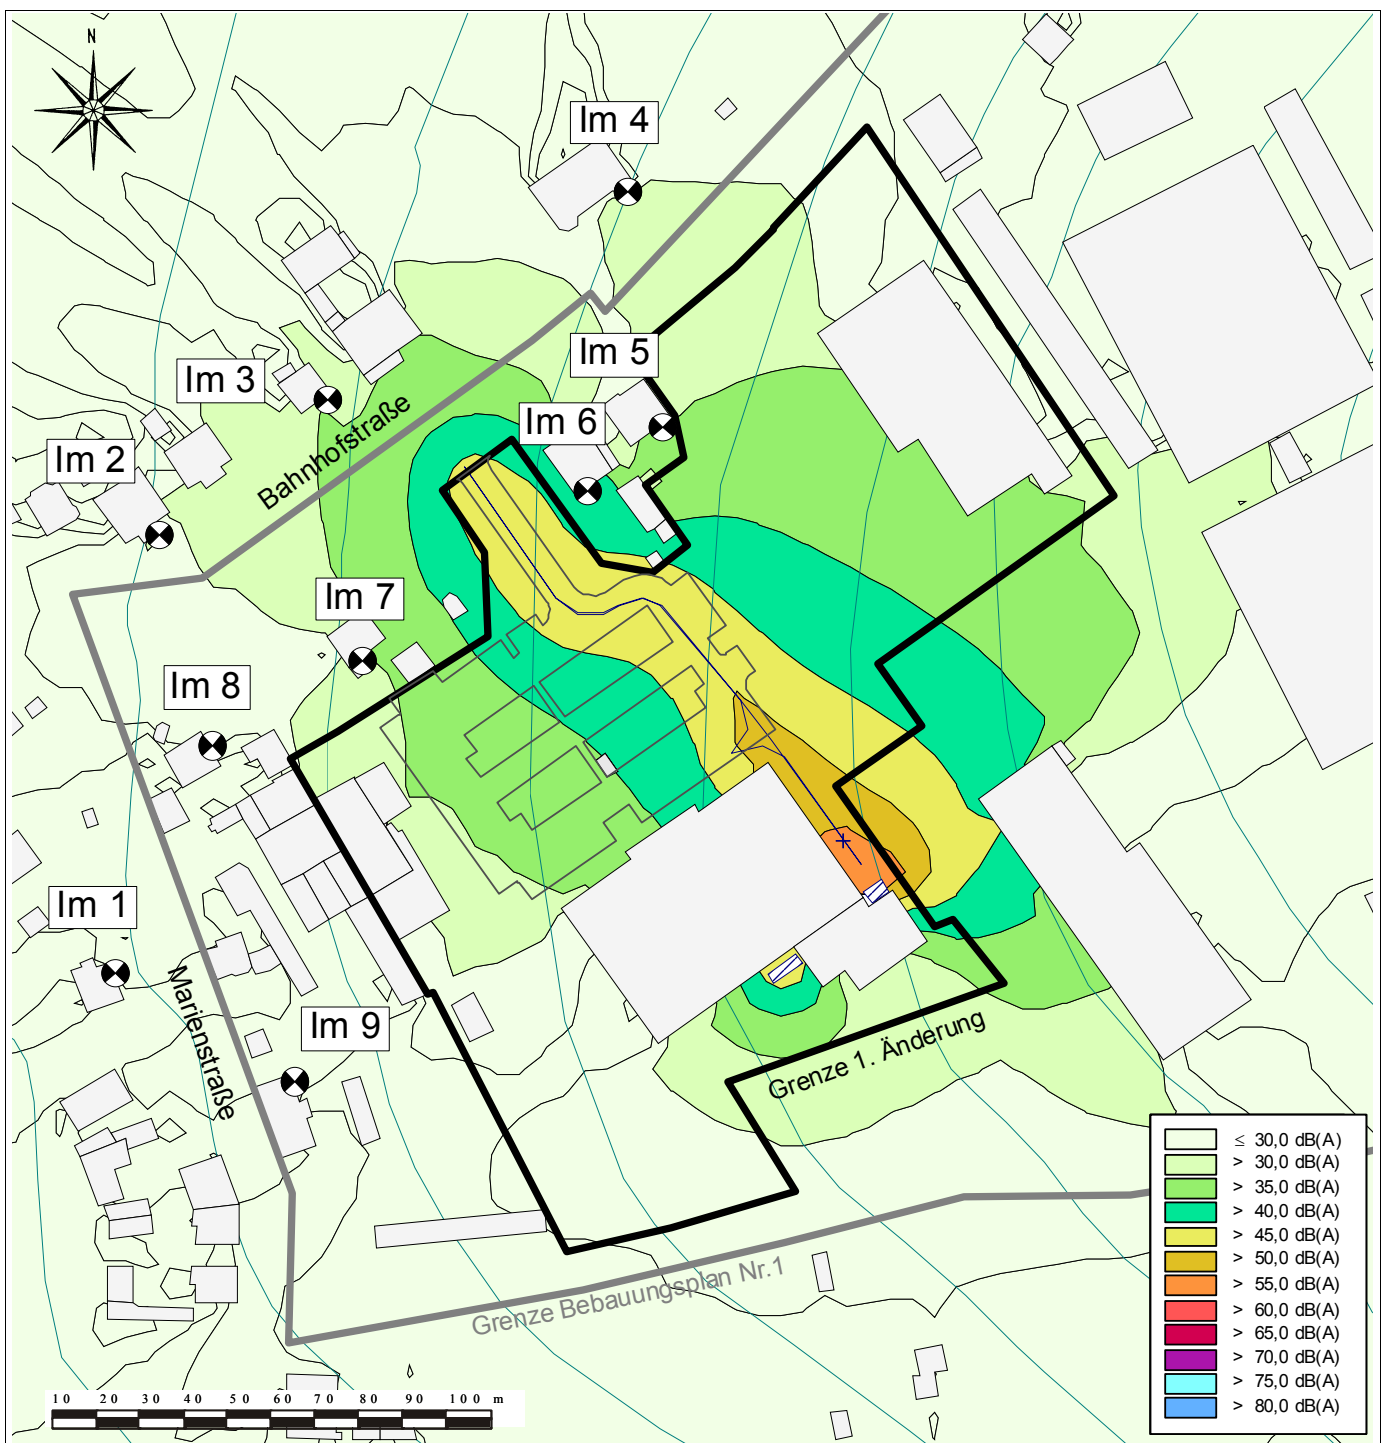 N
Im 4
Im 5
Im 3
Im 6
Bahnhofstraße
Im 2
Im 7
Im 8
Im 1
Marienstraße
Im 9
Grenze 1. Änderung
Grenze Bebauungsplan Nr.1
≤ 30,0 dB(A)
> 30,0 dB(A)
> 35,0 dB(A)
> 40,0 dB(A)
> 45,0 dB(A)
> 50,0 dB(A)
> 55,0 dB(A)
> 60,0 dB(A)
> 65,0 dB(A)
> 70,0 dB(A)
> 75,0 dB(A)
> 80,0 dB(A)
10 20 30 40 50 60 70 80 90 100 m